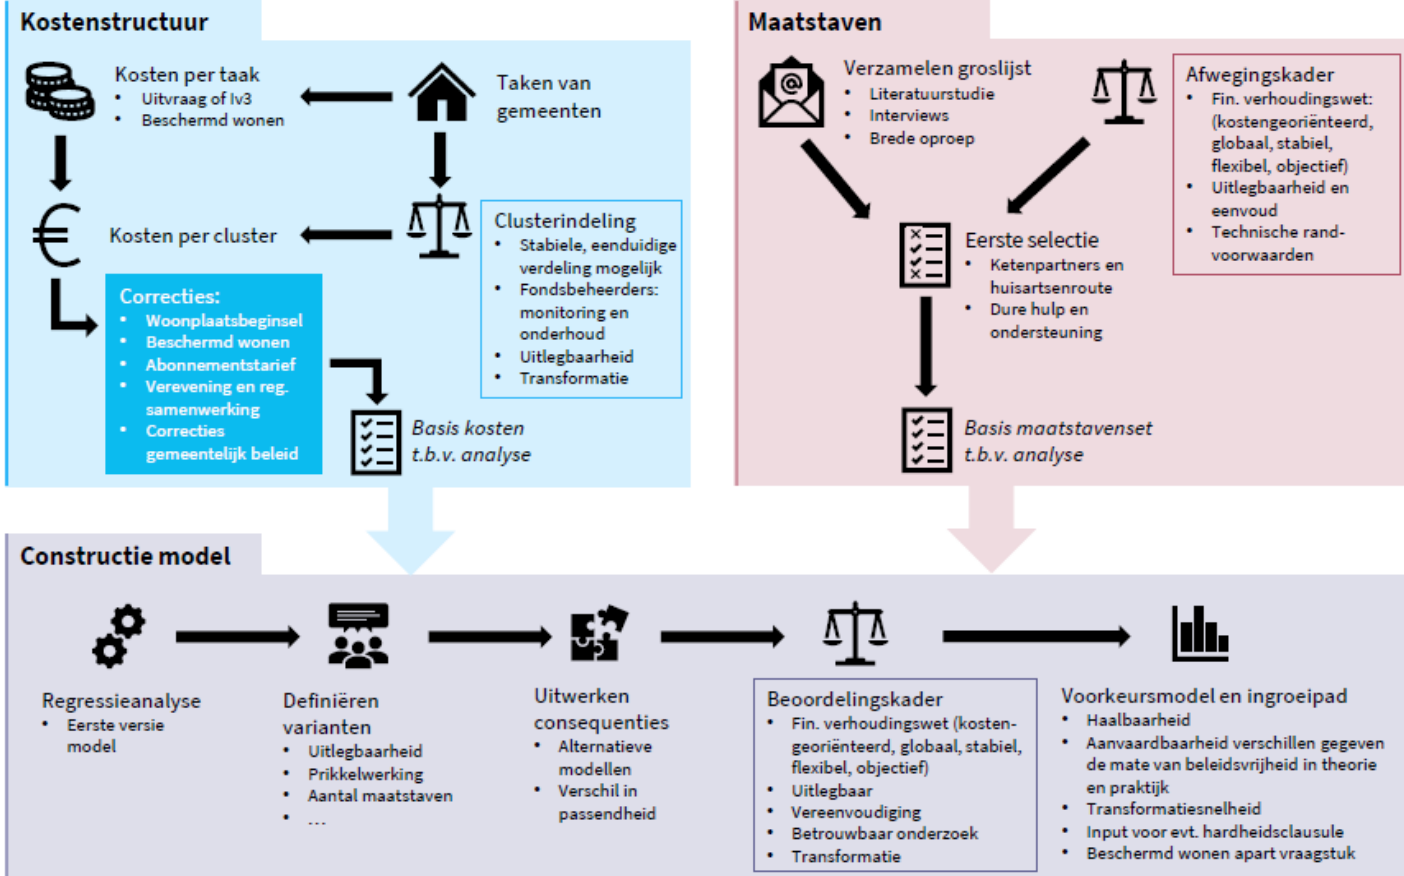 Kostenstructuur
Kosten per taak
• Uitvraag of Iv3
• Beschermd wonen
Taken van
gemeenten
Kosten per cluster
Clusterindeling
• Stabiele, eenduidige
verdeling mogelijk
• Fondsbeheerders:
monitoring en
onderhoud
• Uitlegbaarheid
• Transformatie
Correcties:
• Woonplaatsbeginsel
• Beschermd wonen
• Abonnementstarief
• Verevening en reg.
samenwerking
• Correcties
gemeentelijk beleid
Basis kosten
t.b.v. analyse
Maatstaven
Verzamelen groslijst
• Literatuurstudie
• Interviews
• Brede oproep
Afwegingskader
• Fin. verhoudingswet:
(kostengeoriënteerd,
globaal, stabiel,
flexibel, objectief)
• Uitlegbaarheid en
eenvoud
• Technische rand-
voorwaarden
Eerste selectie
• Ketenpartners en
huisartsenroute
• Dure hulp en
ondersteuning
Basis maatstavenset
t.b.v. analyse
Constructie model
Regressieanalyse
• Eerste versie
model
Definiëren
varianten
• Uitlegbaarheid
• Prikkelwerking
• Aantal maatstaven
• ...
Uitwerken
consequenties
• Alternatieve
modellen
• Verschil in
passendheid
Beoordelingskader
• Fin. verhoudingswet (kosten-
georiënteerd, globaal, stabiel,
flexibel, objectief)
• Uitlegbaar
• Vereenvoudiging
• Betrouwbaar onderzoek
• Transformatie
Voorkeursmodel en ingroeipad
• Haalbaarheid
• Aanvaardbaarheid verschillen gegeven
de mate van beleidsvrijheid in theorie
en praktijk
• Transformatiesnelheid
• Input voor evt. hardheidsclausule
• Beschermd wonen apart vraagstuk